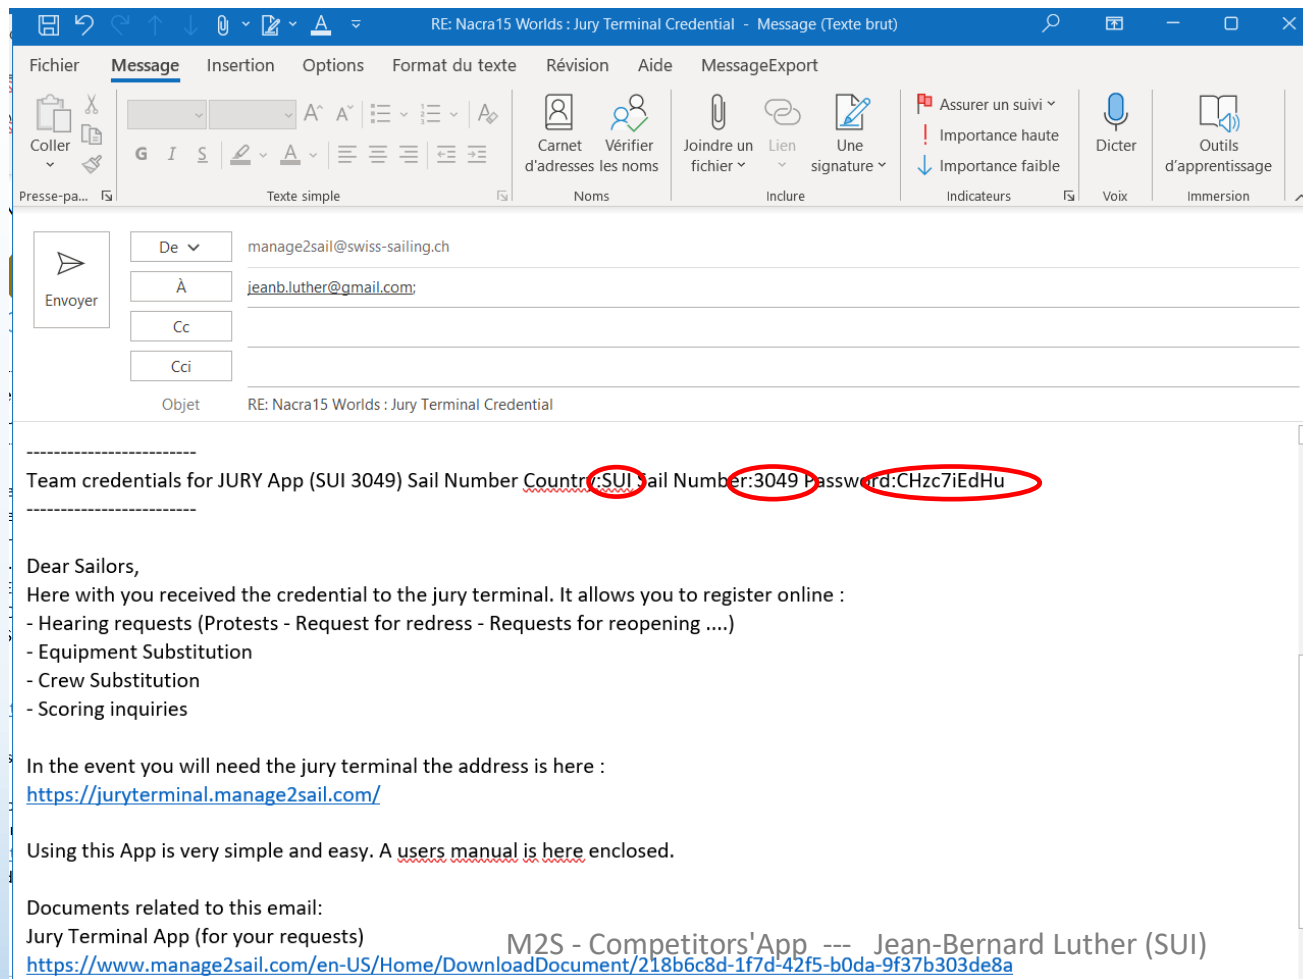 RE: Nacra15 Worlds : Jury Terminal Credential - Message (Texte brut)
Fichier Message Insertion Options Format du texte Révision Aide MessageExport
Coller
G I S
Presse-pa... Texte simple
Carnet d'adresses
Vérifier les noms
Noms
Joindre un fichier
Lien
Une signature
Inclure
Assurer un suivi
Importance haute
Importance faible
Indicateurs
Dicter
Voix
Outils d'apprentissage
Immersion
Envoyer
De manage2sail@swiss-sailing.ch
À jeanb.luther@gmail.com;
Cc
Cci
Objet RE: Nacra15 Worlds : Jury Terminal Credential
-------------------------
Team credentials for JURY App (SUI 3049) Sail Number Country:SUI Sail Number:3049 Password:CHzc7iEdHu
-------------------------
Dear Sailors,
Here with you received the credential to the jury terminal. It allows you to register online :
- Hearing requests (Protests - Request for redress - Requests for reopening ....)
- Equipment Substitution
- Crew Substitution
- Scoring inquiries
In the event you will need the jury terminal the address is here :
https://juryterminal.manage2sail.com/
Using this App is very simple and easy. A users manual is here enclosed.
Documents related to this email:
Jury Terminal App (for your requests)
M2S - Competitors'App --- Jean-Bernard Luther (SUI)
https://www.manage2sail.com/en-US/Home/DownloadDocument/218b6c8d-1f7d-42f5-b0da-9f37b303de8a